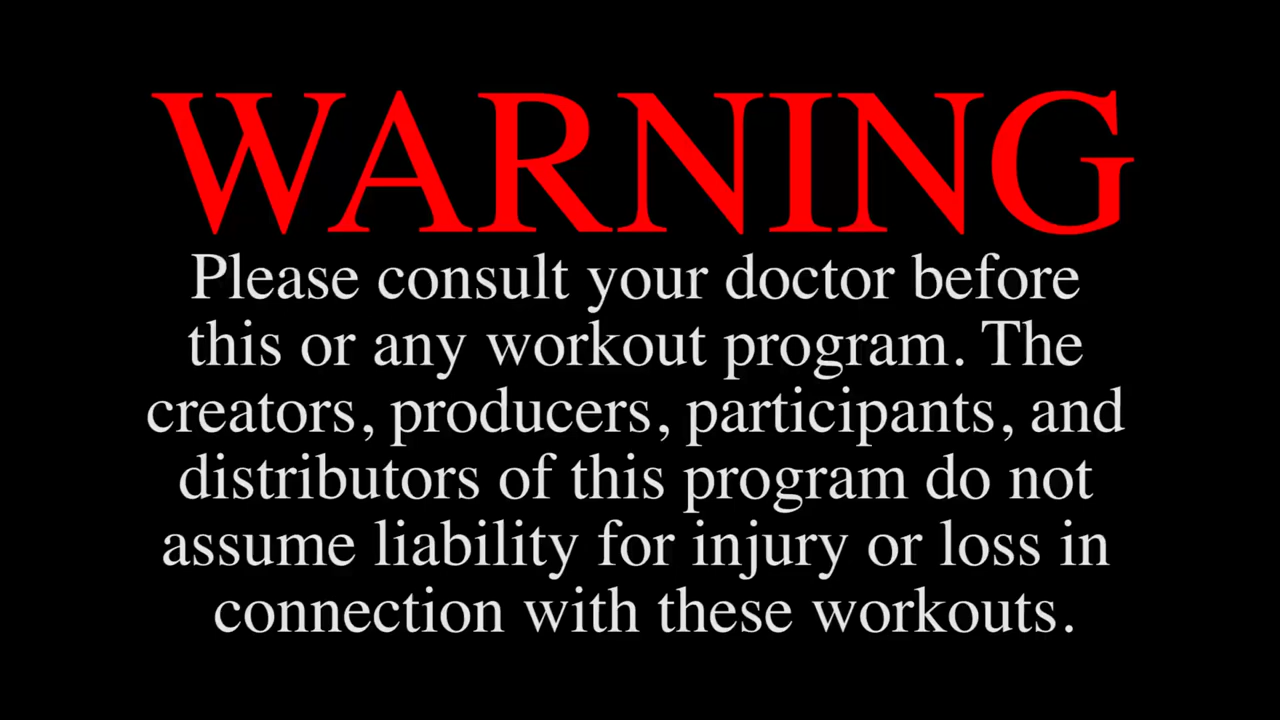 WARNING
Please consult your doctor before
this or any workout program. The
creators, producers, participants, and
distributors of this program do not
assume liability for injury or loss in
connection with these workouts.